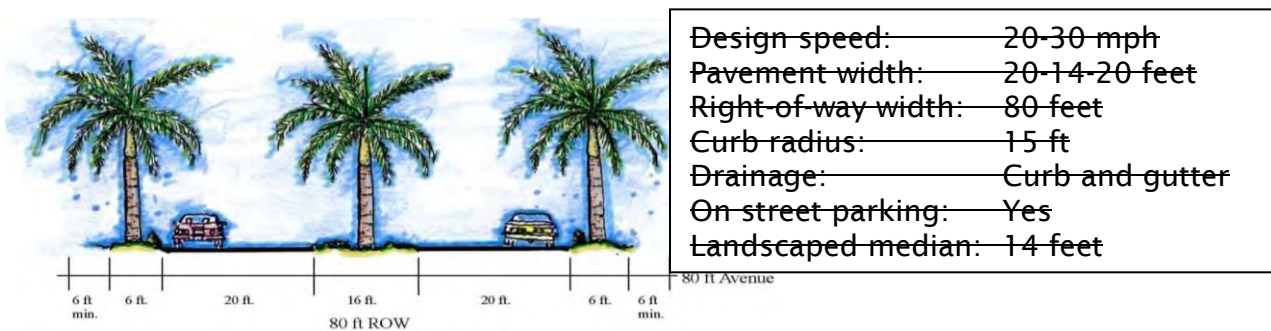 Design speed: 20-30 mph
Pavement width: 20-14-20 feet
Right-of-way width: 80 feet
Curb radius: 15 ft
Drainage: Curb and gutter
On street parking: Yes
Landscaped median: 14 feet
80 ft Avenue
6 ft min. 6 ft. 20 ft. 16 ft. 20 ft. 6 ft. 6 ft min.
80 ft ROW